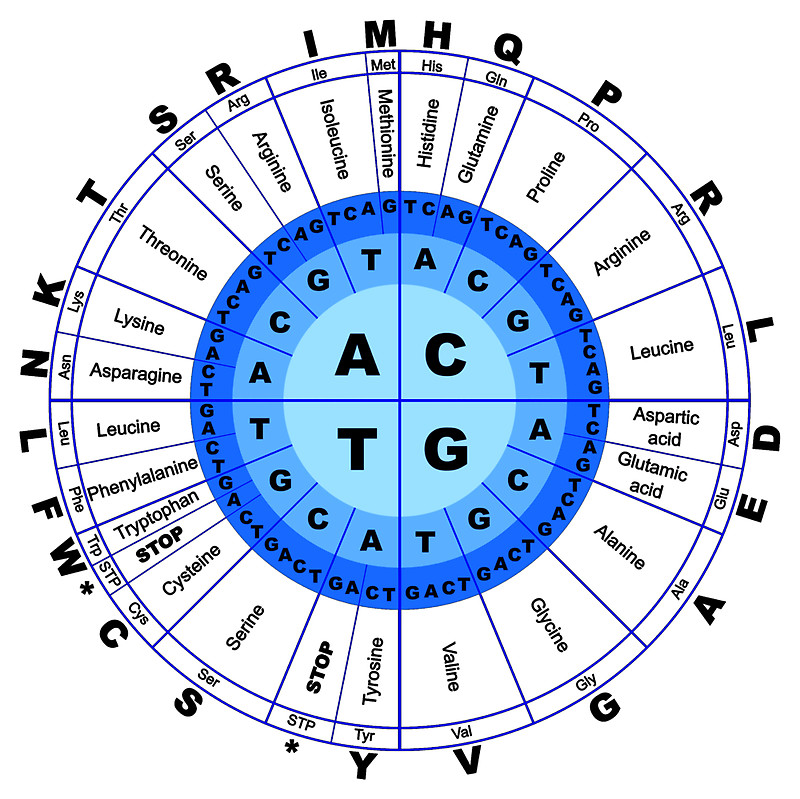 H
Q
P
R
L
D
E
A
G
V
Y
*
S
C
*
W
F
L
N
K
T
S
R
I
M
His
Gln
Pro
Arg
Leu
Asp
Glu
Ala
Gly
Val
Tyr
STP
Ser
Cys
STP
Trp
Phe
Leu
Asn
Lys
Thr
Ser
Arg
Ile
Met
Histidine
Glutamine
Proline
Arginine
Leucine
Aspartic
acid
Glutamic
acid
Alanine
Glycine
Valine
Tyrosine
STOP
Serine
Cysteine
STOP
Tryptophan
Phenylalanine
Leucine
Asparagine
Lysine
Threonine
Serine
Arginine
Isoleucine
Methionine
T C A G T C A G T C A G T C A G
T C A G T C A G T C A G T C A G
T C A G T C A G T C A G T C A G
T C A G T C A G T C A G T C A G
A C G T
A C G T
A C G T
A C G T
A C
T G